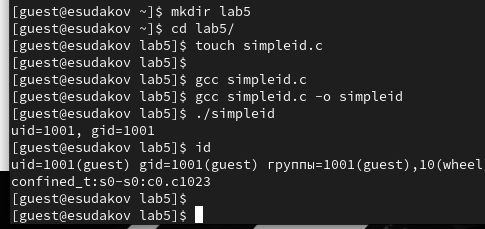 [guest@esudakov ~]$ mkdir lab5
[guest@esudakov ~]$ cd lab5/
[guest@esudakov lab5]$ touch simpleid.c
[guest@esudakov lab5]$
[guest@esudakov lab5]$ gcc simpleid.c
[guest@esudakov lab5]$ gcc simpleid.c -o simpleid
[guest@esudakov lab5]$ ./simpleid
uid=1001, gid=1001
[guest@esudakov lab5]$ id
uid=1001(guest) gid=1001(guest) группы=1001(guest),10(wheel
confined_t:s0-s0:c0.c1023
[guest@esudakov lab5]$
[guest@esudakov lab5]$